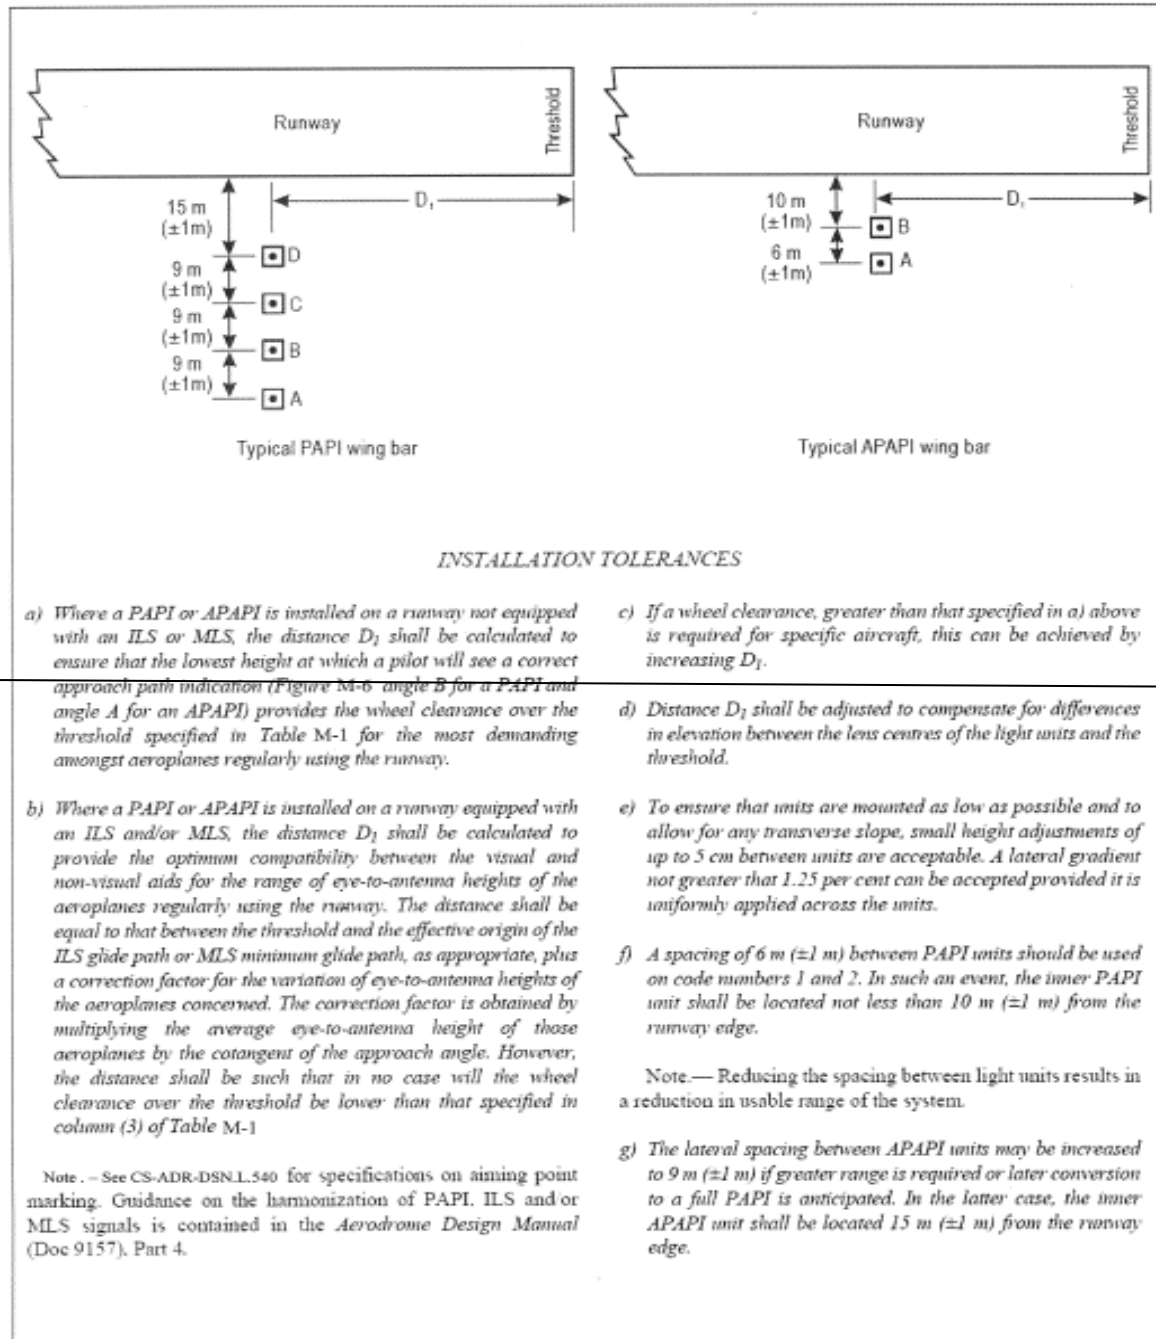 Runway
Threshold
15 m
(±1m)
D₁
D
9 m
(±1m)
C
9 m
(±1m)
B
9 m
(±1m)
A
Typical PAPI wing bar
Runway
Threshold
10 m
(±1m)
D₁
B
6 m
(±1m)
A
Typical APAPI wing bar
INSTALLATION TOLERANCES
a) Where a PAPI or APAPI is installed on a runway not equipped
with an ILS or MLS, the distance D₁ shall be calculated to
ensure that the lowest height at which a pilot will see a correct
approach path indication (Figure M-6 angle B for a PAPI and
angle A for an APAPI) provides the wheel clearance over the
threshold specified in Table M-1 for the most demanding
amongst aeroplanes regularly using the runway.
b) Where a PAPI or APAPI is installed on a runway equipped with
an ILS and/or MLS, the distance D₁ shall be calculated to
provide the optimum compatibility between the visual and
non-visual aids for the range of eye-to-antenna heights of the
aeroplanes regularly using the runway. The distance shall be
equal to that between the threshold and the effective origin of the
ILS glide path or MLS minimum glide path, as appropriate, plus
a correction factor for the variation of eye-to-antenna heights of
the aeroplanes concerned. The correction factor is obtained by
multiplying the average eye-to-antenna height of those
aeroplanes by the cotangent of the approach angle. However,
the distance shall be such that in no case will the wheel
clearance over the threshold be lower than that specified in
column (3) of Table M-1
Note . – See CS-ADR-DSN.L.540 for specifications on aiming point
marking. Guidance on the harmonization of PAPI. ILS and/or
MLS signals is contained in the Aerodrome Design Manual
(Doc 9157). Part 4.
c) If a wheel clearance, greater than that specified in a) above
is required for specific aircraft, this can be achieved by
increasing D₁.
d) Distance D₁ shall be adjusted to compensate for differences
in elevation between the lens centres of the light units and the
threshold.
e) To ensure that units are mounted as low as possible and to
allow for any transverse slope, small height adjustments of
up to 5 cm between units are acceptable. A lateral gradient
not greater that 1.25 per cent can be accepted provided it is
uniformly applied across the units.
f) A spacing of 6 m (±1 m) between PAPI units should be used
on code numbers 1 and 2. In such an event, the inner PAPI
unit shall be located not less than 10 m (±1 m) from the
runway edge.
Note.— Reducing the spacing between light units results in
a reduction in usable range of the system.
g) The lateral spacing between APAPI units may be increased
to 9 m (±1 m) if greater range is required or later conversion
to a full PAPI is anticipated. In the latter case, the inner
APAPI unit shall be located 15 m (±1 m) from the runway
edge.